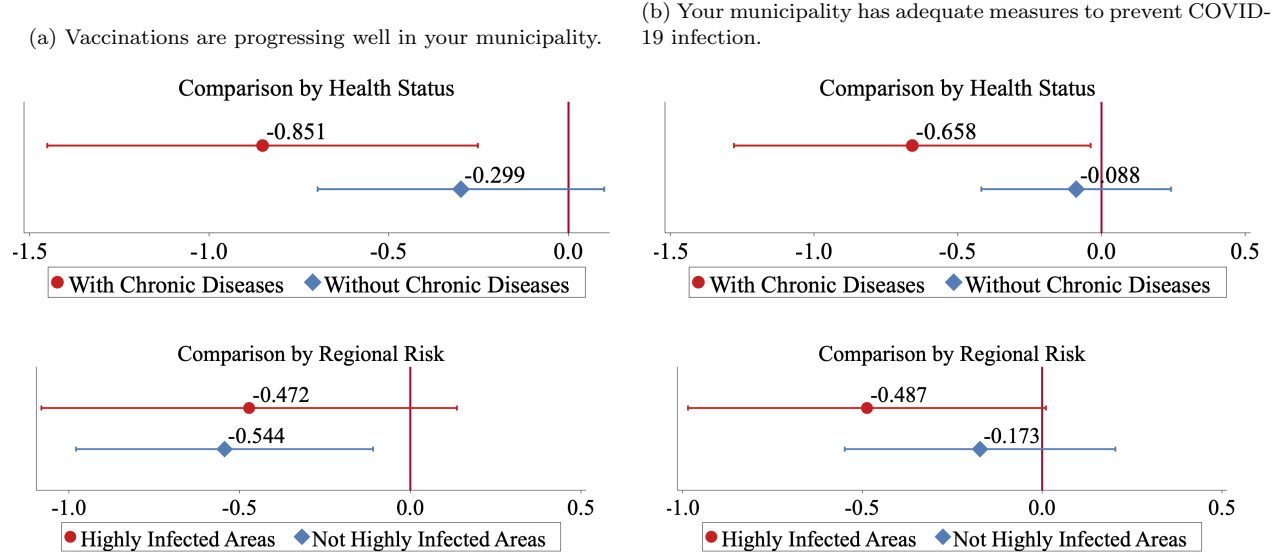 (a) Vaccinations are progressing well in your municipality.
Comparison by Health Status
-0.851
-0.299
-1.5 -1.0 -0.5 0.0
With Chronic Diseases Without Chronic Diseases
Comparison by Regional Risk
-0.472
-0.544
-1.0 -0.5 0.0 0.5
Highly Infected Areas Not Highly Infected Areas
(b) Your municipality has adequate measures to prevent COVID-
19 infection.
Comparison by Health Status
-0.658
-0.088
-1.5 -1.0 -0.5 0.0 0.5
With Chronic Diseases Without Chronic Diseases
Comparison by Regional Risk
-0.487
-0.173
-1.0 -0.5 0.0 0.5
Highly Infected Areas Not Highly Infected Areas